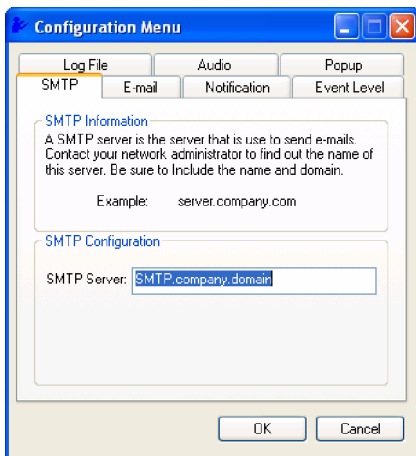 Configuration Menu
Log File Audio Popup
SMTP E-mail Notification Event Level
SMTP Information
A SMTP server is the server that is use to
send e-mails.
Contact your network administrator to find out the name of
this server. Be sure to Include the name and domain.
Example: server.company.com
SMTP Configuration
SMTP Server: SMTP.company.domain
OK Cancel